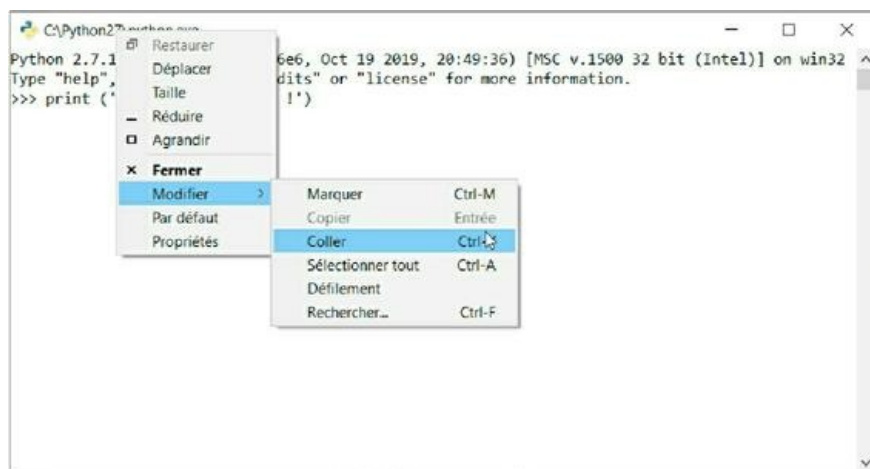 C:\Python27\python.exe
Python 2.7.1 6e6, Oct 19 2019, 20:49:36) [MSC v.1500 32 bit (Intel)] on win32
Type "help", dits" or "license" for more information.
>>> print (' !')
Restaurer
Déplacer
Taille
Réduire
Agrandir
Fermer
Modifier >
Par défaut
Propriétés
Marquer Ctrl-M
Copier Entrée
Coller
Sélectionner tout Ctrl-A
Défilement
Rechercher... Ctrl-F